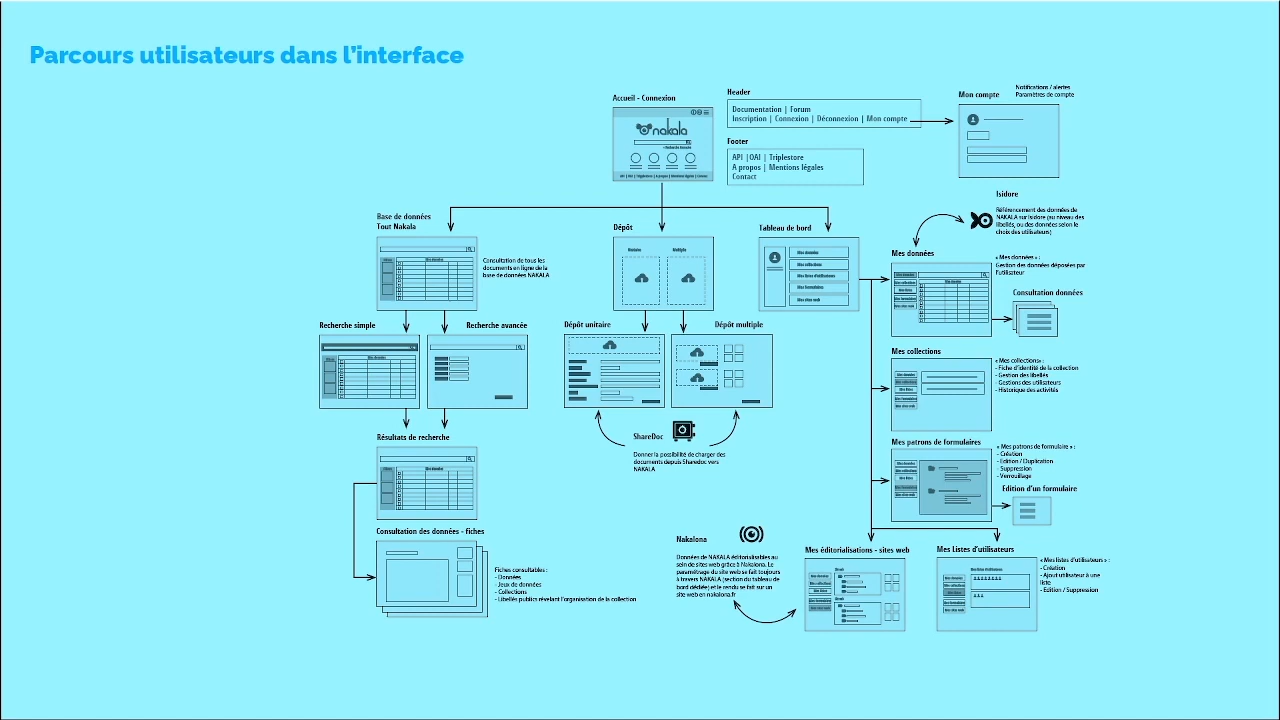 Parcours utilisateurs dans l'interface
Accueil - Connexion
nakala
Header
Documentation | Forum
Inscription | Connexion | Déconnexion | Mon compte
Footer
API | OAI | Triplestore
A propos | Mentions légales
Contact
Mon compte
Notifications / alertes
Paramètres de compte
Isidore
Référencement des données de
NAKALA sur Isidore (au niveau des
libellés, ou des données selon le
choix des utilisateurs)
Base de données
Tout Nakala
Mes données
Consultation de tous les
documents en ligne de la
base de données NAKALA
Dépôt
Multiple
Tableau de bord
Mes données
Mes collections
Mes listes d'utilisateurs
Mes formulaires
Mes sites web
Mes données
« Mes données » :
Gestion des données déposées par
l'utilisateur
Consultation données
Recherche simple
Recherche avancée
Dépôt unitaire
Dépôt multiple
Mes collections
« Mes collections» :
- Fiche d'identité de la collection
- Gestion des libellés
- Gestions des utilisateurs
- Historique des activités
Résultats de recherche
ShareDoc
Donner la possibilité de charger des
documents depuis Sharedoc vers
NAKALA
Mes patrons de formulaires
« Mes patrons de formulaire » :
- Création
- Edition / Duplication
- Suppression
- Verrouillage
Edition d'un formulaire
Consultation des données - fiches
Fiches consultables :
- Données
- Jeux de données
- Collections
- Libellés publics révelant l'organisation de la collection
Nakalona
Données de NAKALA éditorialisables au
sein de sites web grâce à Nakalona. Le
paramétrage du site web se fait toujours
à travers NAKALA (section du tableau de
bord dédiée) et le rendu se fait sur un
site web en nakalona.fr
Mes éditorialisations - sites web
Mes Listes d'utilisateurs
« Mes listes d'utilisateurs » :
- Création
- Ajout utilisateur à une
liste
- Edition / Suppression